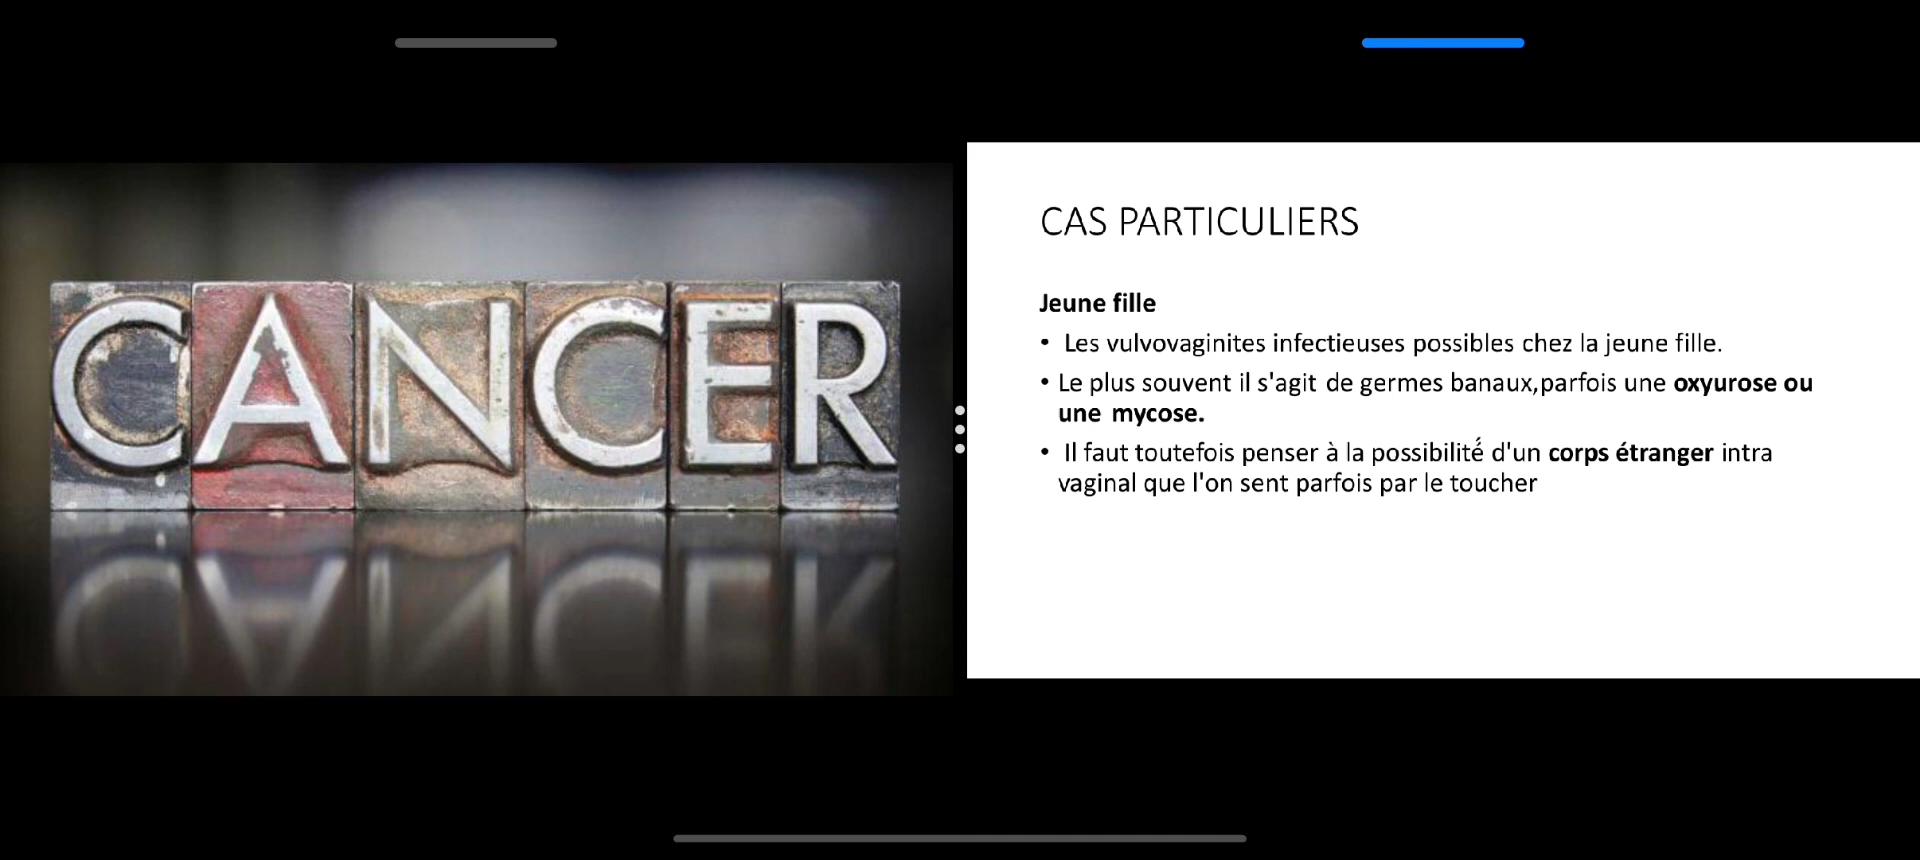 CANCER
CAS PARTICULIERS
Jeune fille
• Les vulvovaginites infectieuses possibles chez la jeune fille.
• Le plus souvent il s'agit de germes banaux,parfois une oxyurose ou
une mycose.
• Il faut toutefois penser à la possibilité d'un corps étranger intra
vaginal que l'on sent parfois par le toucher